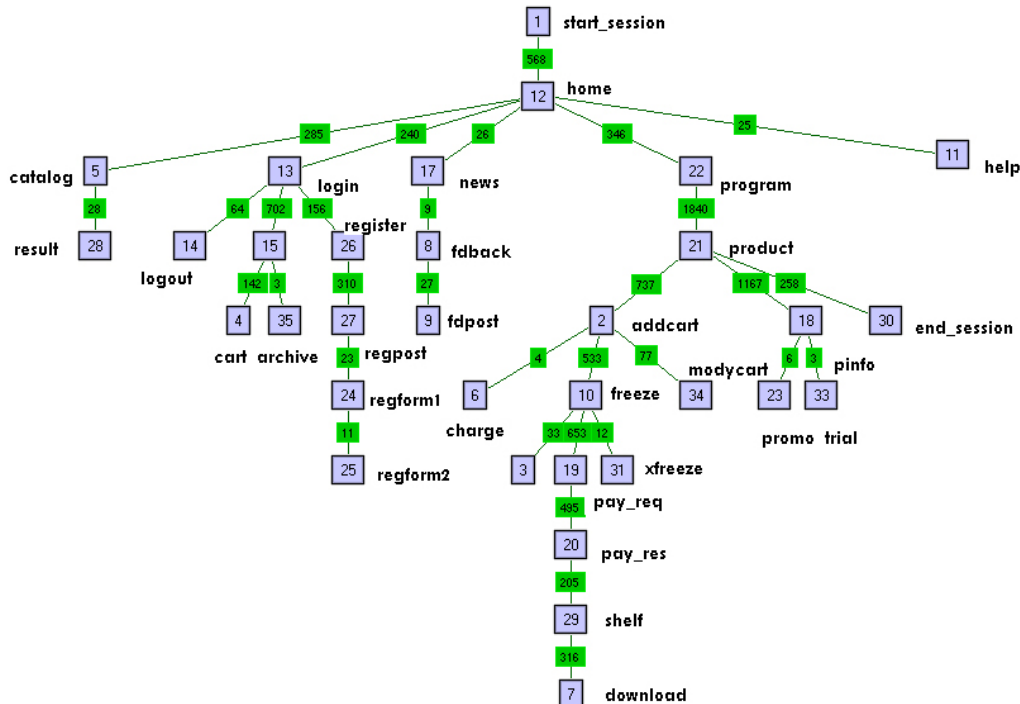 1 start_session
568
12 home
285 240 26 346 25
5 13 17 22 11
catalog login news program help
28 64 702 156 9 1840
register
28 14 15 26 8 21
result logout fdback product
142 3 310 27 737 1167 258
4 35 27 9 2 18 30
cart archive regpost fdpost addcart end_session
23 4 533 77 6 3
modycart pinfo
24 6 10 34 23 33
regform1 charge freeze promo trial
11 33 653 12
25 3 19 31
regform2 xfreeze
pay_req
495
20
pay_res
205
29 shelf
316
7 download